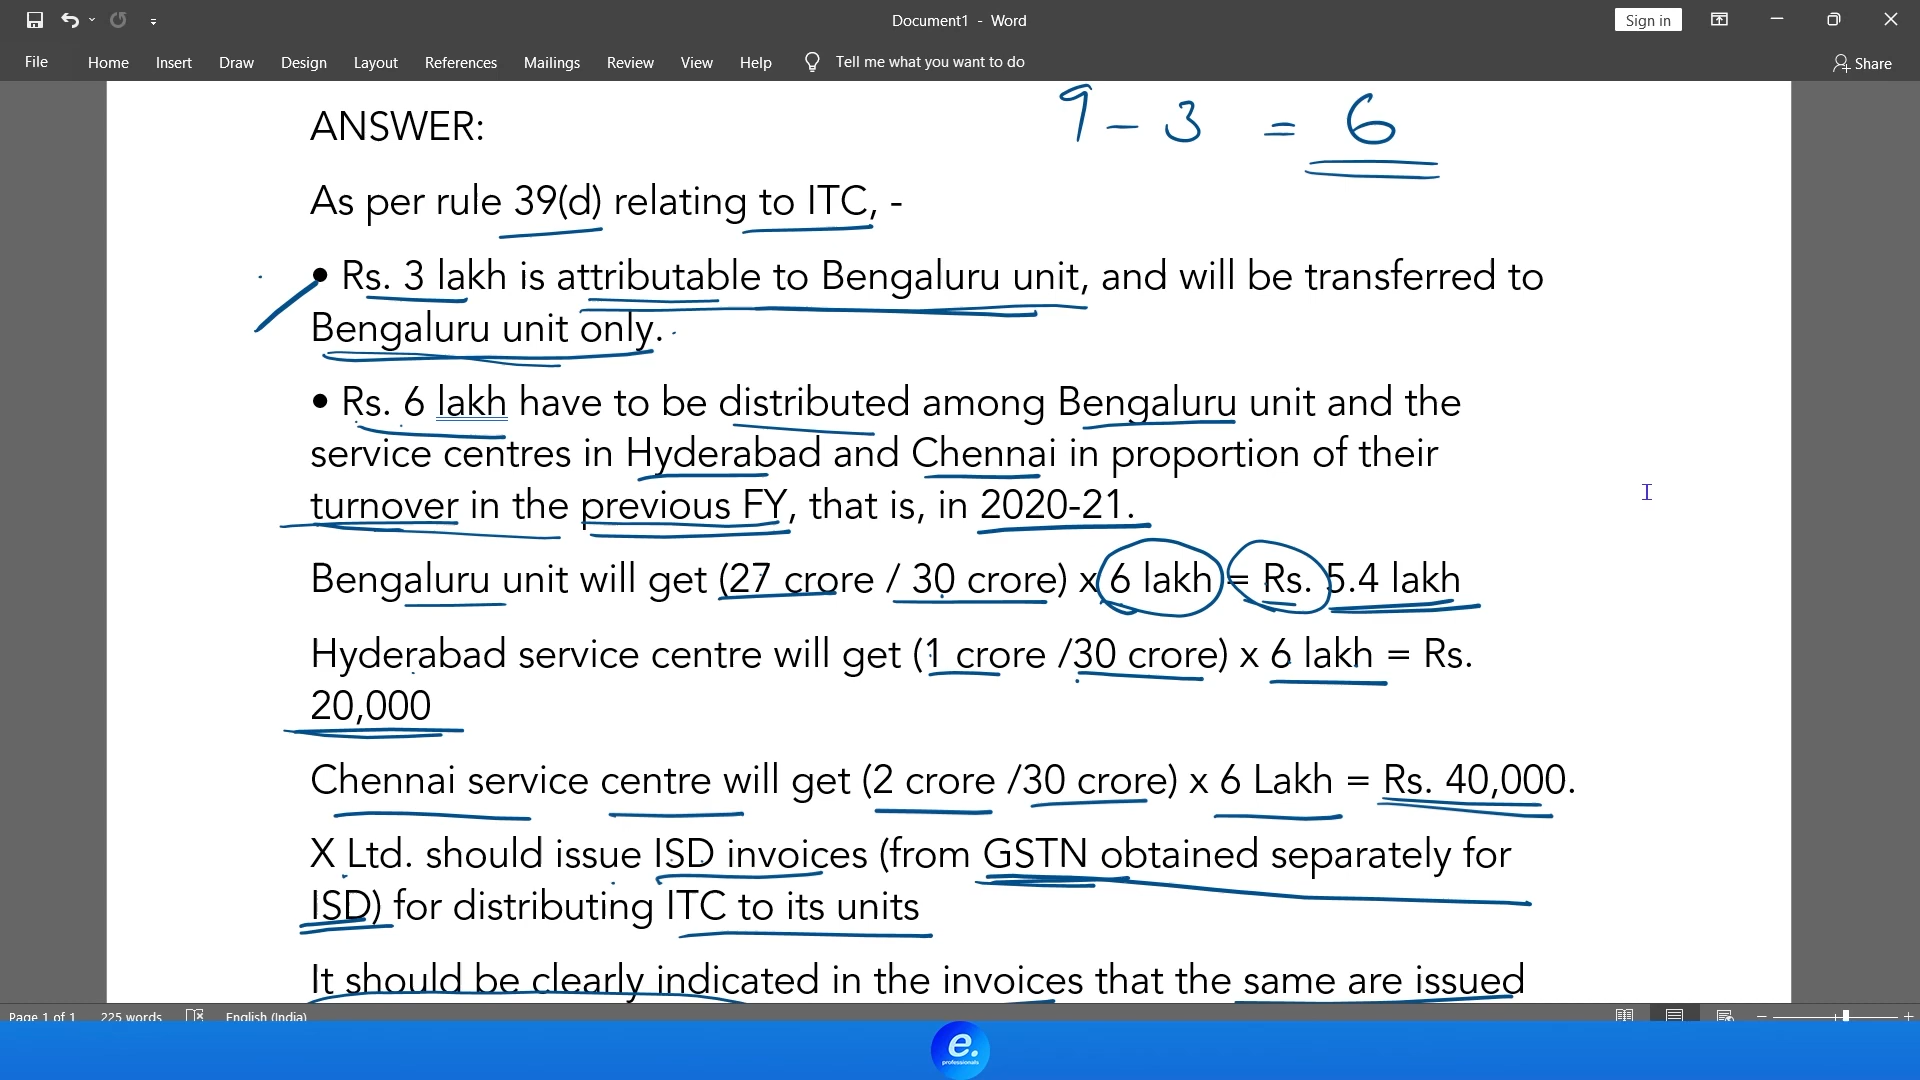 Document1 - Word
Sign in
File Home Insert Draw Design Layout References Mailings Review View Help Tell me what you want to do Share
9 - 3 = 6
ANSWER:
As per rule 39(d) relating to ITC, -
• Rs. 3 lakh is attributable to Bengaluru unit, and will be transferred to
Bengaluru unit only.
• Rs. 6 lakh have to be distributed among Bengaluru unit and the
service centres in Hyderabad and Chennai in proportion of their
turnover in the previous FY, that is, in 2020-21.
Bengaluru unit will get (27 crore / 30 crore) x 6 lakh = Rs. 5.4 lakh
Hyderabad service centre will get (1 crore /30 crore) x 6 lakh = Rs.
20,000
Chennai service centre will get (2 crore /30 crore) x 6 Lakh = Rs. 40,000.
X Ltd. should issue ISD invoices (from GSTN obtained separately for
ISD) for distributing ITC to its units
It should be clearly indicated in the invoices that the same are issued
Page 1 of 1 225 words English (India)
e.
professionals